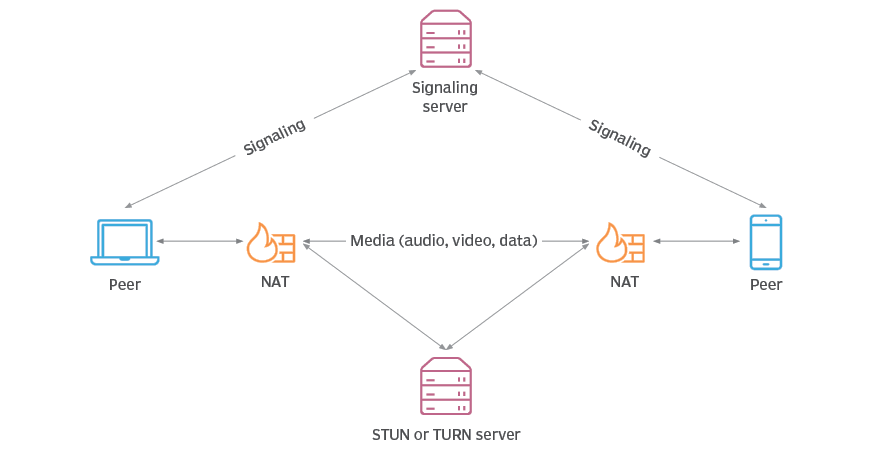 Signaling
server
Signaling
Signaling
Media (audio, video, data)
Peer
NAT
NAT
Peer
STUN or TURN server